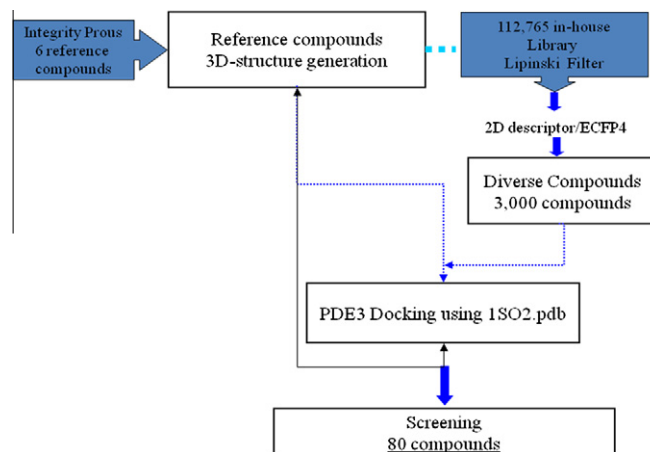 Integrity Prous
6 reference
compounds
Reference compounds
3D-structure generation
112,765 in-house
Library
Lipinski Filter
2D descriptor/ECFP4
Diverse Compounds
3,000 compounds
PDE3 Docking using 1SO2.pdb
Screening
80 compounds